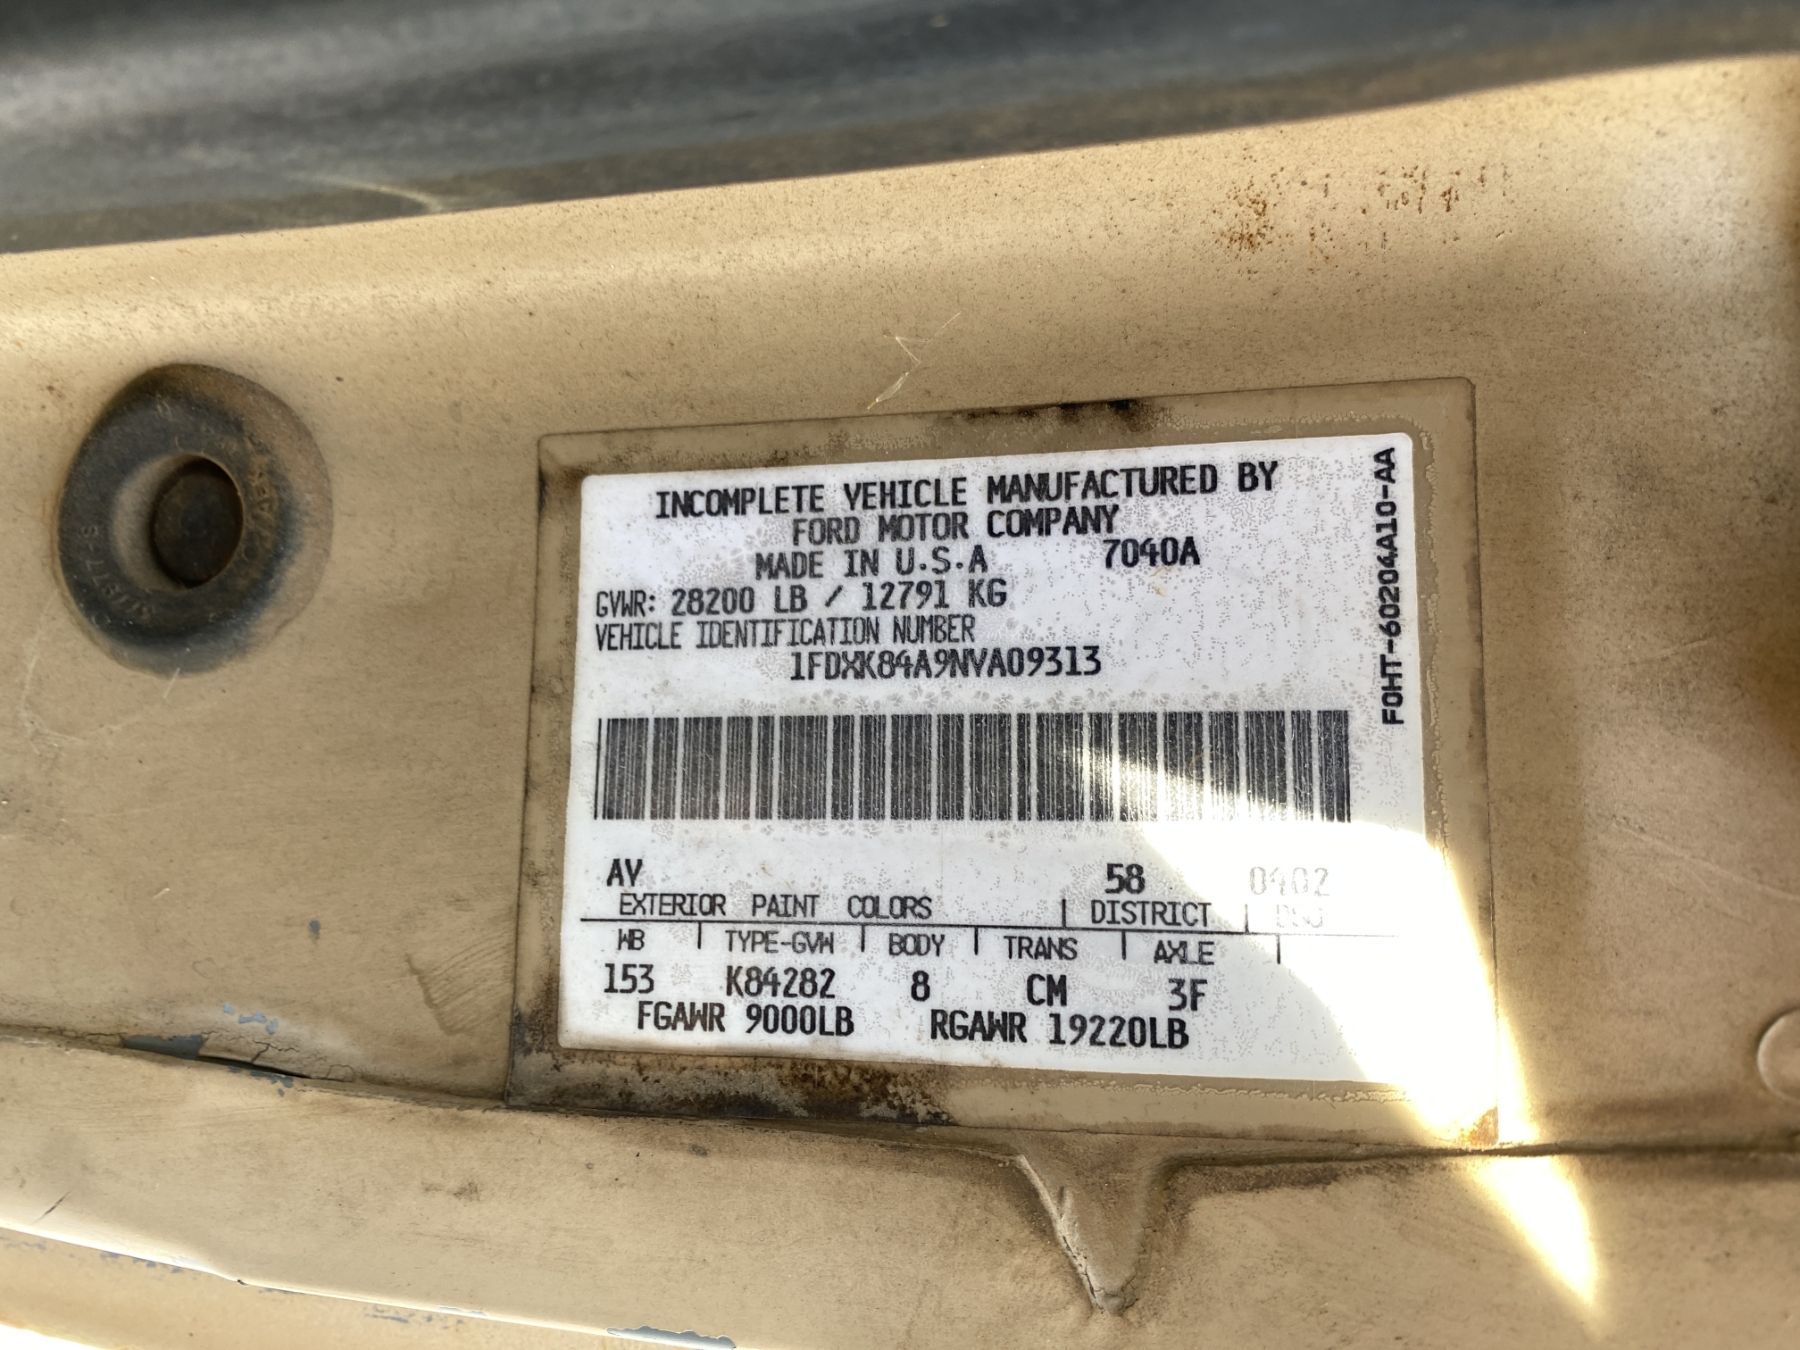 INCOMPLETE VEHICLE MANUFACTURED BY
FORD MOTOR COMPANY
MADE IN U.S.A 7040A
GVWR: 28200 LB / 12791 KG
VEHICLE IDENTIFICATION NUMBER
1FDXK84A9NVA09313
F0HT-60204A10-AA
AV 58 0402
EXTERIOR PAINT COLORS DISTRICT DSO
WB TYPE-GVW BODY TRANS AXLE
153 K84282 8 CM 3F
FGAWR 9000LB RGAWR 19220LB